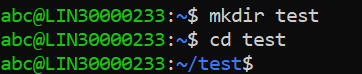 abc@LIN30000233:~$ mkdir test
abc@LIN30000233:~$ cd test
abc@LIN30000233:~/test$